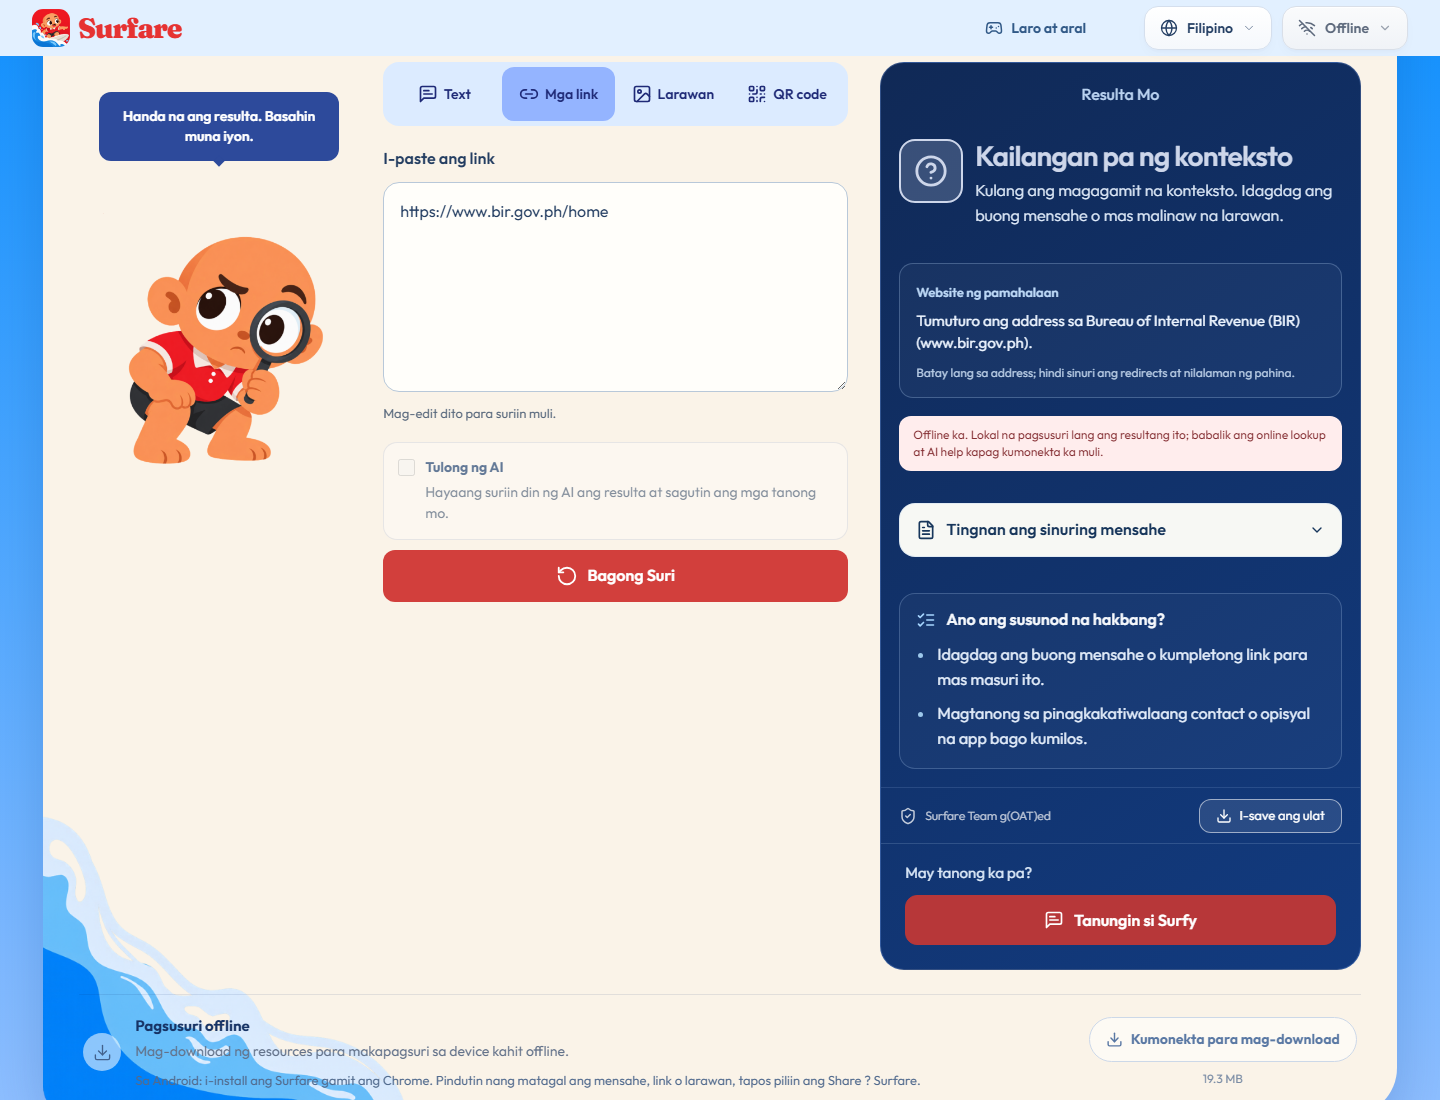 Surfare
Laro at aral
Filipino
Offline
Handa na ang resulta. Basahin
muna iyon.
Text
Mga link
Larawan
QR code
I-paste ang link
https://www.bir.gov.ph/home
Mag-edit dito para suriin muli.
Tulong ng AI
Hayaang suriin din ng AI ang resulta at sagutin ang mga tanong
mo.
Bagong Suri
Resulta Mo
Kailangan pa ng konteksto
Kulang ang magagamit na konteksto. Idagdag ang
buong mensahe o mas malinaw na larawan.
Website ng pamahalaan
Tumuturo ang address sa Bureau of Internal Revenue (BIR)
(www.bir.gov.ph).
Batay lang sa address; hindi sinuri ang redirects at nilalaman ng pahina.
Offline ka. Lokal na pagsusuri lang ang resultang ito; babalik ang online lookup
at AI help kapag kumonekta ka muli.
Tingnan ang sinuring mensahe
Ano ang susunod na hakbang?
Idagdag ang buong mensahe o kumpletong link para
mas masuri ito.
Magtanong sa pinagkakatiwalaang contact o opisyal
na app bago kumilos.
Surfare Team g(OAT)ed
I-save ang ulat
May tanong ka pa?
Tanungin si Surfy
Pagsusuri offline
Mag-download ng resources para makapagsuri sa device kahit offline.
Sa Android: i-install ang Surfare gamit ang Chrome. Pindutin nang matagal ang mensahe, link o larawan, tapos piliin ang Share ? Surfare.
Kumonekta para mag-download
19.3 MB